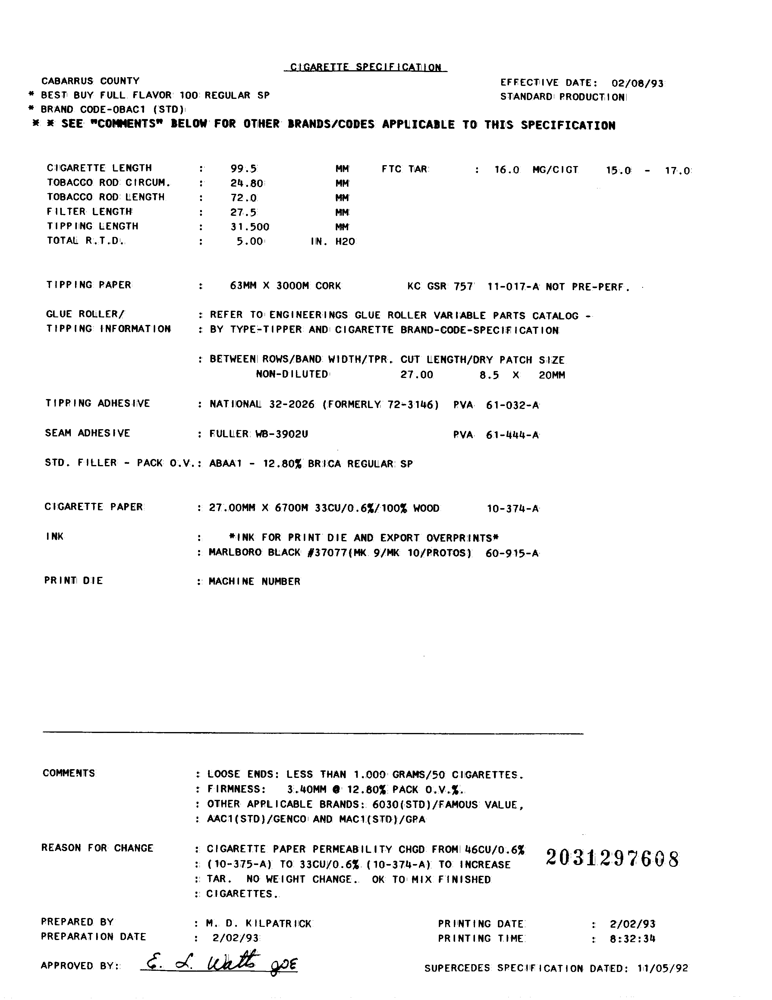 CIGARETTE SPECIFICATION
CABARRUS COUNTY EFFECTIVE DATE: 02/08/93
* BEST BUY FULL FLAVOR 100 REGULAR SP STANDARD PRODUCTION
* BRAND CODE-OBAC1 (STD)
* * SEE "COMMENTS" BELOW FOR OTHER BRANDS/CODES APPLICABLE TO THIS SPECIFICATION
CIGARETTE LENGTH : 99.5 MM FTC TAR : 16.0 MG/CIGT 15.0 - 17.0
TOBACCO ROD CIRCUM. : 24.80 MM
TOBACCO ROD LENGTH : 72.0 MM
FILTER LENGTH : 27.5 MM
TIPPING LENGTH : 31.500 MM
TOTAL R.T.D. : 5.00 IN. H2O
TIPPING PAPER : 63MM X 3000M CORK KC GSR 757 11-017-A NOT PRE-PERF.
GLUE ROLLER/ : REFER TO ENGINEERINGS GLUE ROLLER VARIABLE PARTS CATALOG -
TIPPING INFORMATION : BY TYPE-TIPPER AND CIGARETTE BRAND-CODE-SPECIFICATION
: BETWEEN ROWS/BAND WIDTH/TPR. CUT LENGTH/DRY PATCH SIZE
NON-DILUTED 27.00 8.5 X 20MM
TIPPING ADHESIVE : NATIONAL 32-2026 (FORMERLY 72-3146) PVA 61-032-A
SEAM ADHESIVE : FULLER WB-3902U PVA 61-444-A
STD. FILLER - PACK O.V.: ABAA1 - 12.80% BRICA REGULAR SP
CIGARETTE PAPER : 27.00MM X 6700M 33CU/0.6%/100% WOOD 10-374-A
INK : *INK FOR PRINT DIE AND EXPORT OVERPRINTS*
: MARLBORO BLACK #37077(MK 9/MK 10/PROTOS) 60-915-A
PRINT DIE : MACHINE NUMBER
COMMENTS : LOOSE ENDS: LESS THAN 1.000 GRAMS/50 CIGARETTES.
: FIRMNESS: 3.40MM @ 12.80% PACK O.V.%.
: OTHER APPLICABLE BRANDS: 6030(STD)/FAMOUS VALUE,
: AAC1(STD)/GENCO AND MAC1(STD)/GPA
REASON FOR CHANGE : CIGARETTE PAPER PERMEABILITY CHGD FROM 46CU/0.6%
: (10-375-A) TO 33CU/0.6% (10-374-A) TO INCREASE
: TAR. NO WEIGHT CHANGE. OK TO MIX FINISHED
: CIGARETTES.
2031297608
PREPARED BY : M. D. KILPATRICK PRINTING DATE : 2/02/93
PREPARATION DATE : 2/02/93 PRINTING TIME : 8:32:34
APPROVED BY: E. L. Watts
SUPERCEDES SPECIFICATION DATED: 11/05/92